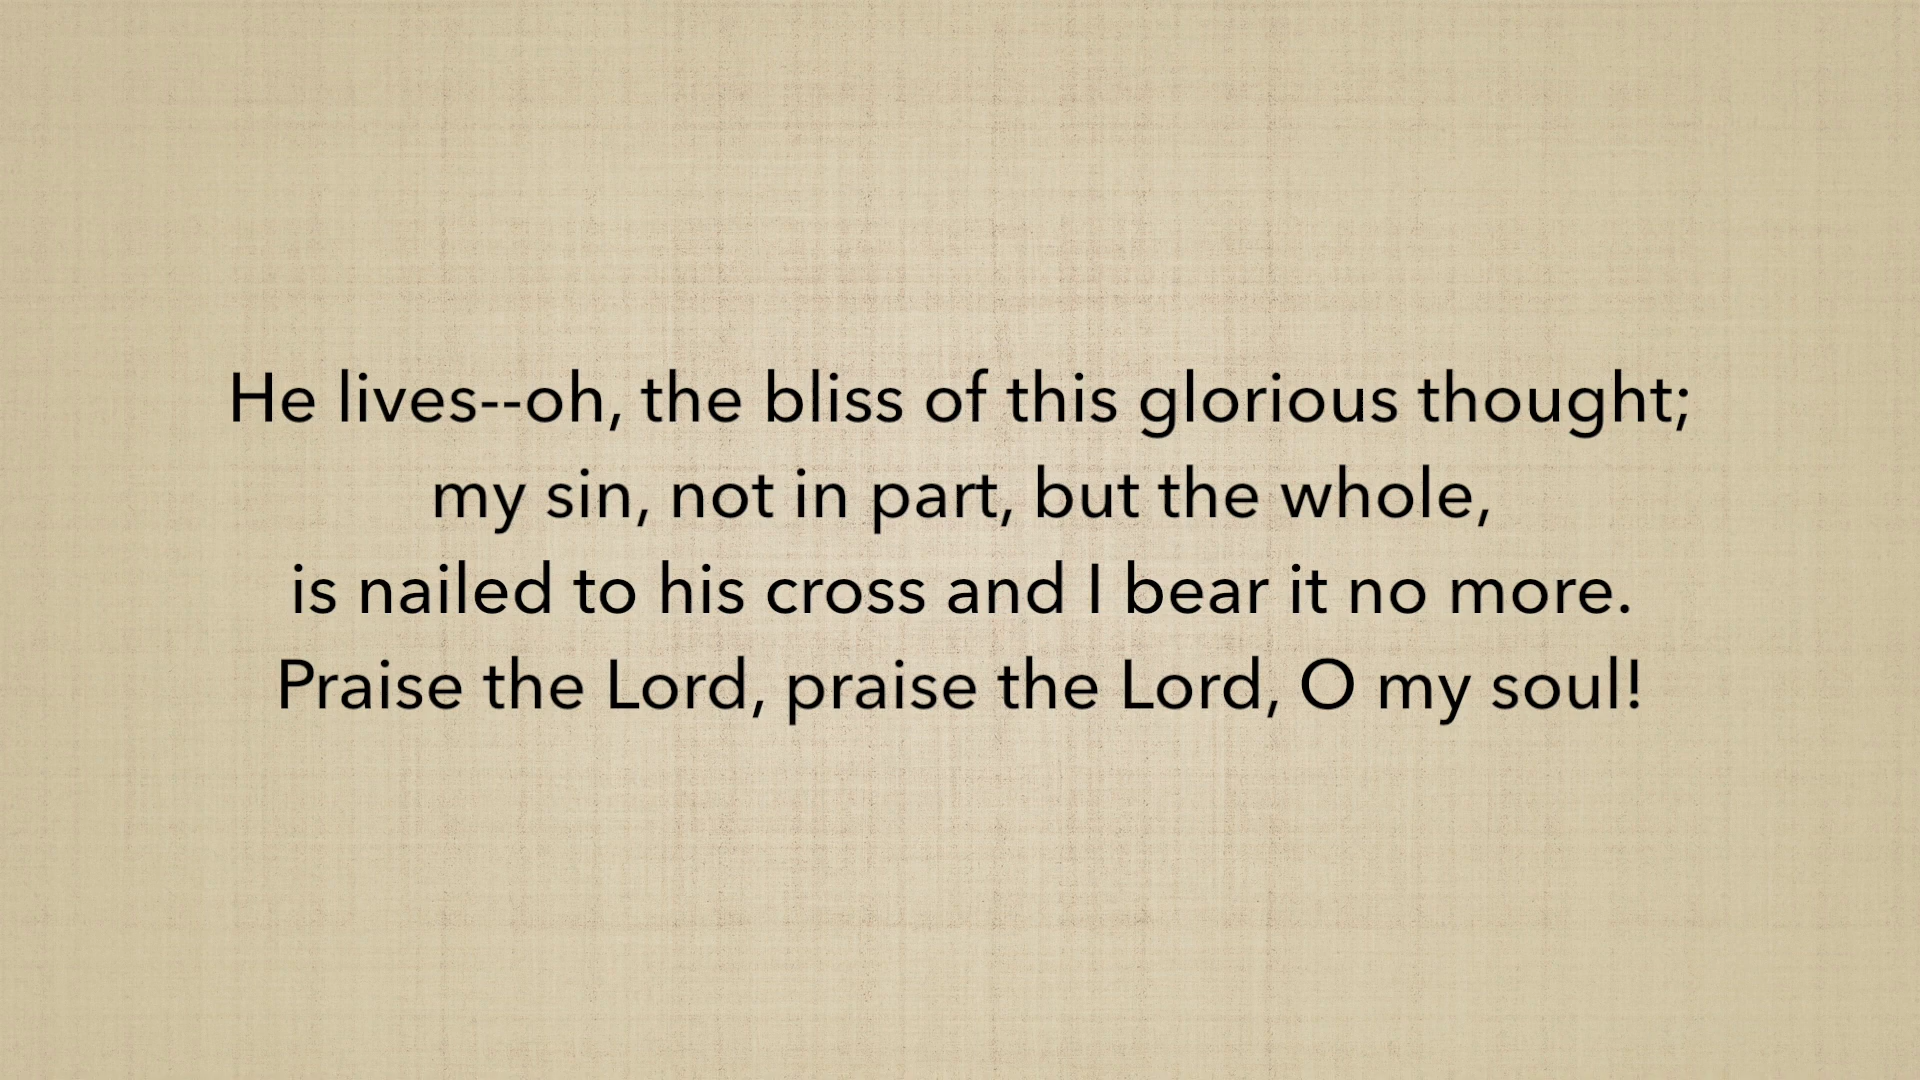 He lives--oh, the bliss of this glorious thought;
my sin, not in part, but the whole,
is nailed to his cross and I bear it no more.
Praise the Lord, praise the Lord, O my soul!